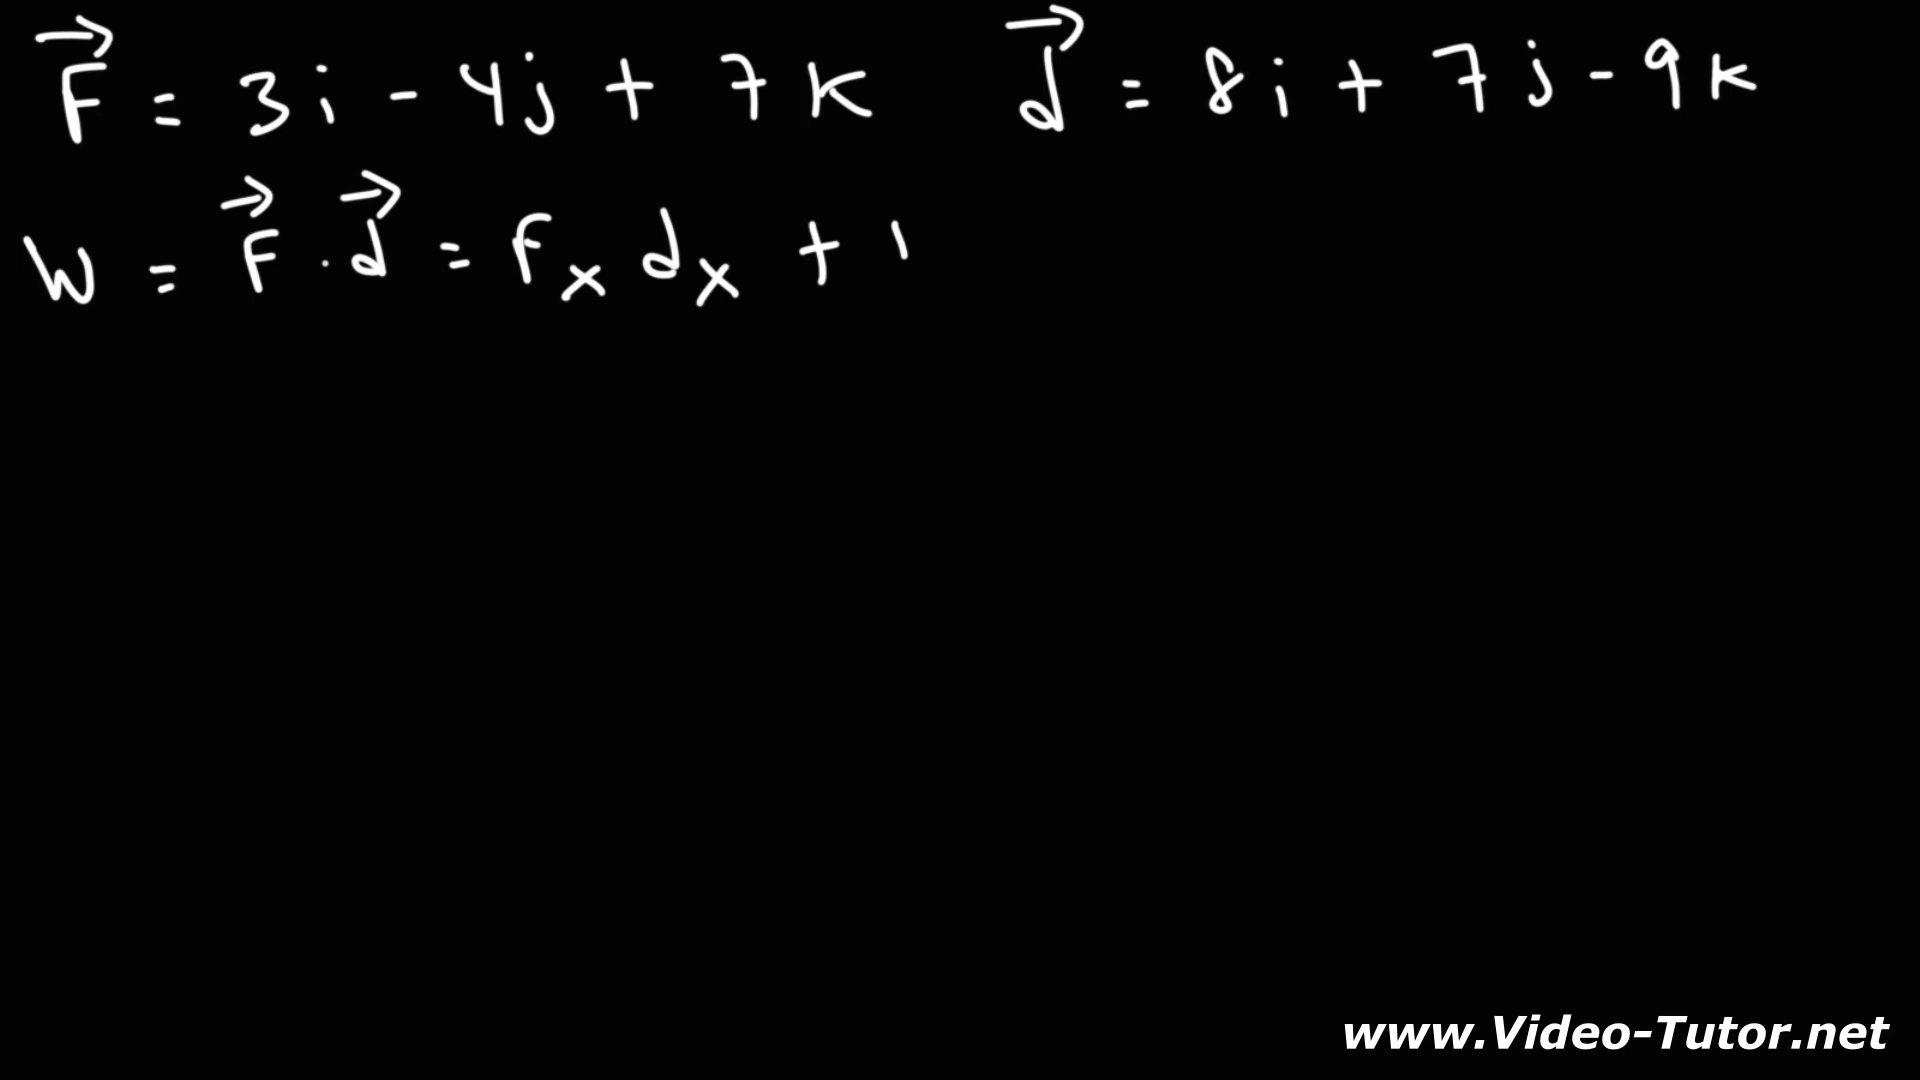 F⃗ = 3i - 4j + 7k d⃗ = 8i + 7j - 9k
W = F⃗ · d⃗ = Fx dx +
www.Video-Tutor.net